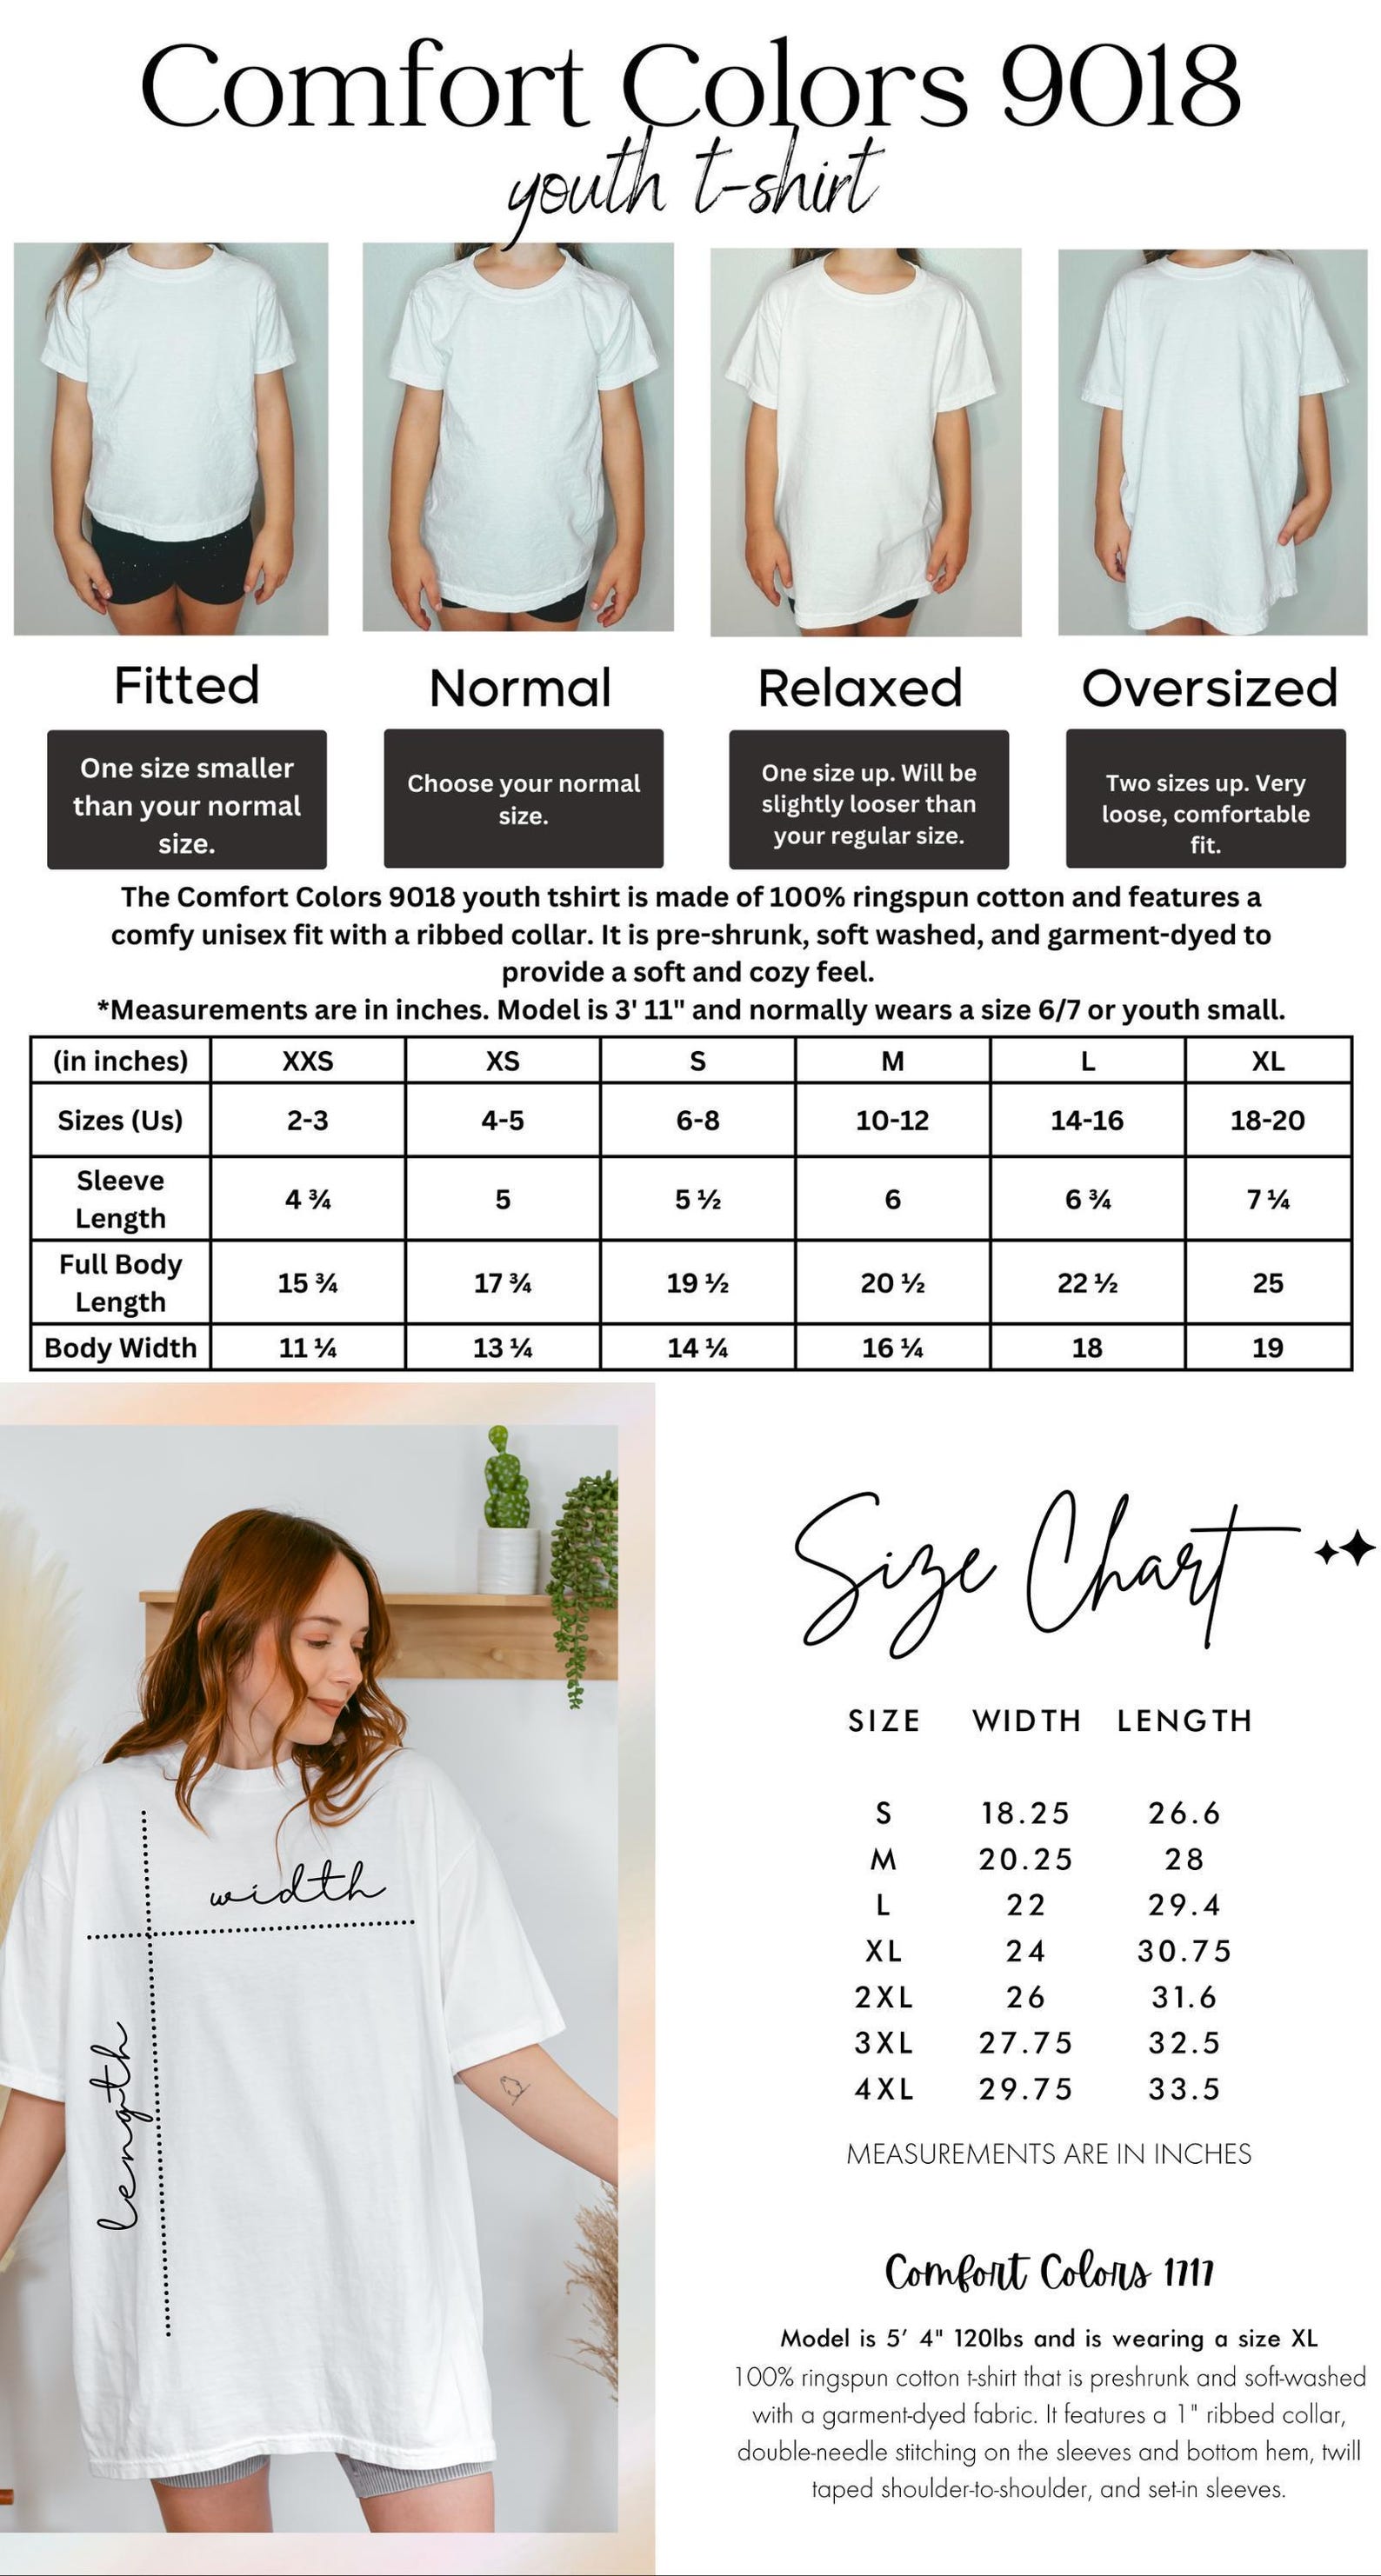 Comfort Colors 9018
youth t-shirt
Fitted
Normal
Relaxed
Oversized
One size smaller
than your normal
size.
Choose your normal
size.
One size up. Will be
slightly looser than
your regular size.
Two sizes up. Very
loose, comfortable
fit.
The Comfort Colors 9018 youth tshirt is made of 100% ringspun cotton and features a
comfy unisex fit with a ribbed collar. It is pre-shrunk, soft washed, and garment-dyed to
provide a soft and cozy feel.
*Measurements are in inches. Model is 3' 11" and normally wears a size 6/7 or youth small.
(in inches) XXS XS S M L XL
Sizes (Us) 2-3 4-5 6-8 10-12 14-16 18-20
Sleeve
Length 4 ¾ 5 5 ½ 6 6 ¾ 7 ¼
Full Body
Length 15 ¾ 17 ¾ 19 ½ 20 ½ 22 ½ 25
Body Width 11 ¼ 13 ¼ 14 ¼ 16 ¼ 18 19
width
length
Size Chart
SIZE WIDTH LENGTH
S 18.25 26.6
M 20.25 28
L 22 29.4
XL 24 30.75
2XL 26 31.6
3XL 27.75 32.5
4XL 29.75 33.5
MEASUREMENTS ARE IN INCHES
Comfort Colors 1717
Model is 5' 4" 120lbs and is wearing a size XL
100% ringspun cotton t-shirt that is preshrunk and soft-washed
with a garment-dyed fabric. It features a 1" ribbed collar,
double-needle stitching on the sleeves and bottom hem, twill
taped shoulder-to-shoulder, and set-in sleeves.